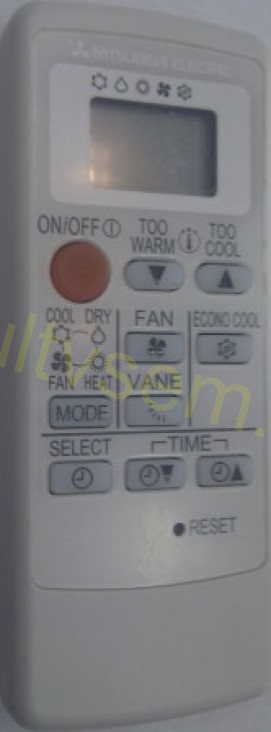 MITSUBISHI ELECTRIC
ON/OFF TOO WARM TOO COOL
COOL DRY FAN ECONO COOL
FAN HEAT VANE
MODE
SELECT TIME
RESET